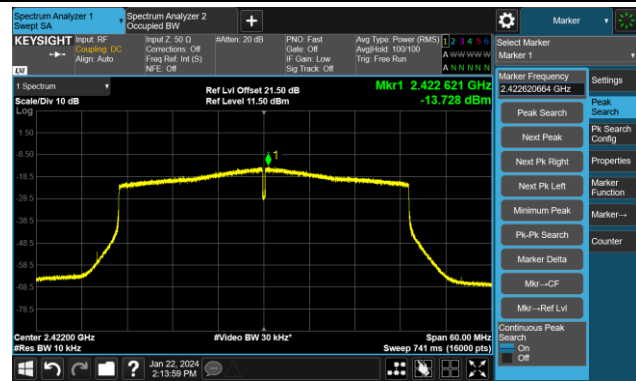 Spectrum Analyzer 1
Swept SA
Spectrum Analyzer 2
Occupied BW
+
Marker
KEYSIGHT
Input: RF
Coupling: DC
Align: Auto
Input Z: 50 Ω
Corrections: Off
Freq Ref: Int (S)
NFE: Off
#Atten: 20 dB
PNO: Fast
Gate: Off
IF Gain: Low
Sig Track: Off
Avg Type: Power (RMS)
Avg|Hold: 100/100
Trig: Free Run
1 2 3 4 5 6
A W W W W W
A N N N N N
LXI
Select Marker
Marker 1
1 Spectrum
Scale/Div 10 dB
Log
Ref Lvl Offset 21.50 dB
Ref Level 11.50 dBm
Mkr1 2.422 621 GHz
-13.728 dBm
1.50
-8.50
-18.5
-28.5
-38.5
-48.5
-58.5
-68.5
-78.5
1
Center 2.42200 GHz
#Res BW 10 kHz
#Video BW 30 kHz*
Span 60.00 MHz
Sweep 741 ms (16000 pts)
Marker Frequency
2.422620664 GHz
Peak Search
Next Peak
Next Pk Right
Next Pk Left
Minimum Peak
Pk-Pk Search
Marker Delta
Mkr→CF
Mkr→Ref Lvl
Continuous Peak
Search
On
Off
Settings
Peak
Search
Pk Search
Config
Properties
Marker
Function
Marker→
Counter
?
Jan 22, 2024
2:13:59 PM